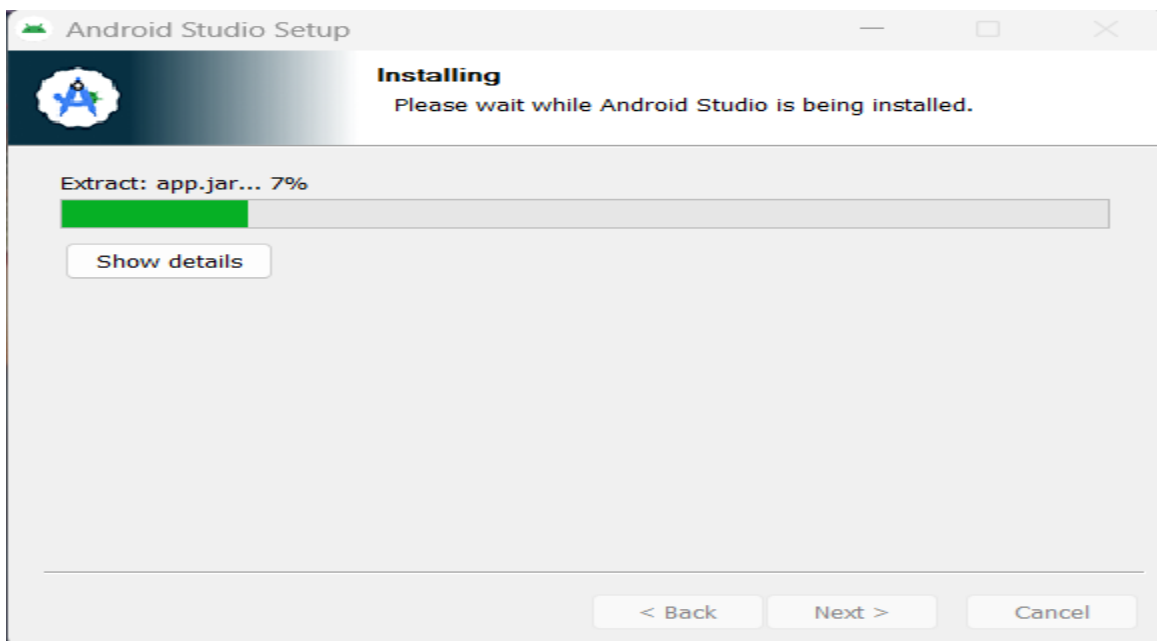 Android Studio Setup
Installing
Please wait while Android Studio is being installed.
Extract: app.jar... 7%
Show details
< Back Next > Cancel